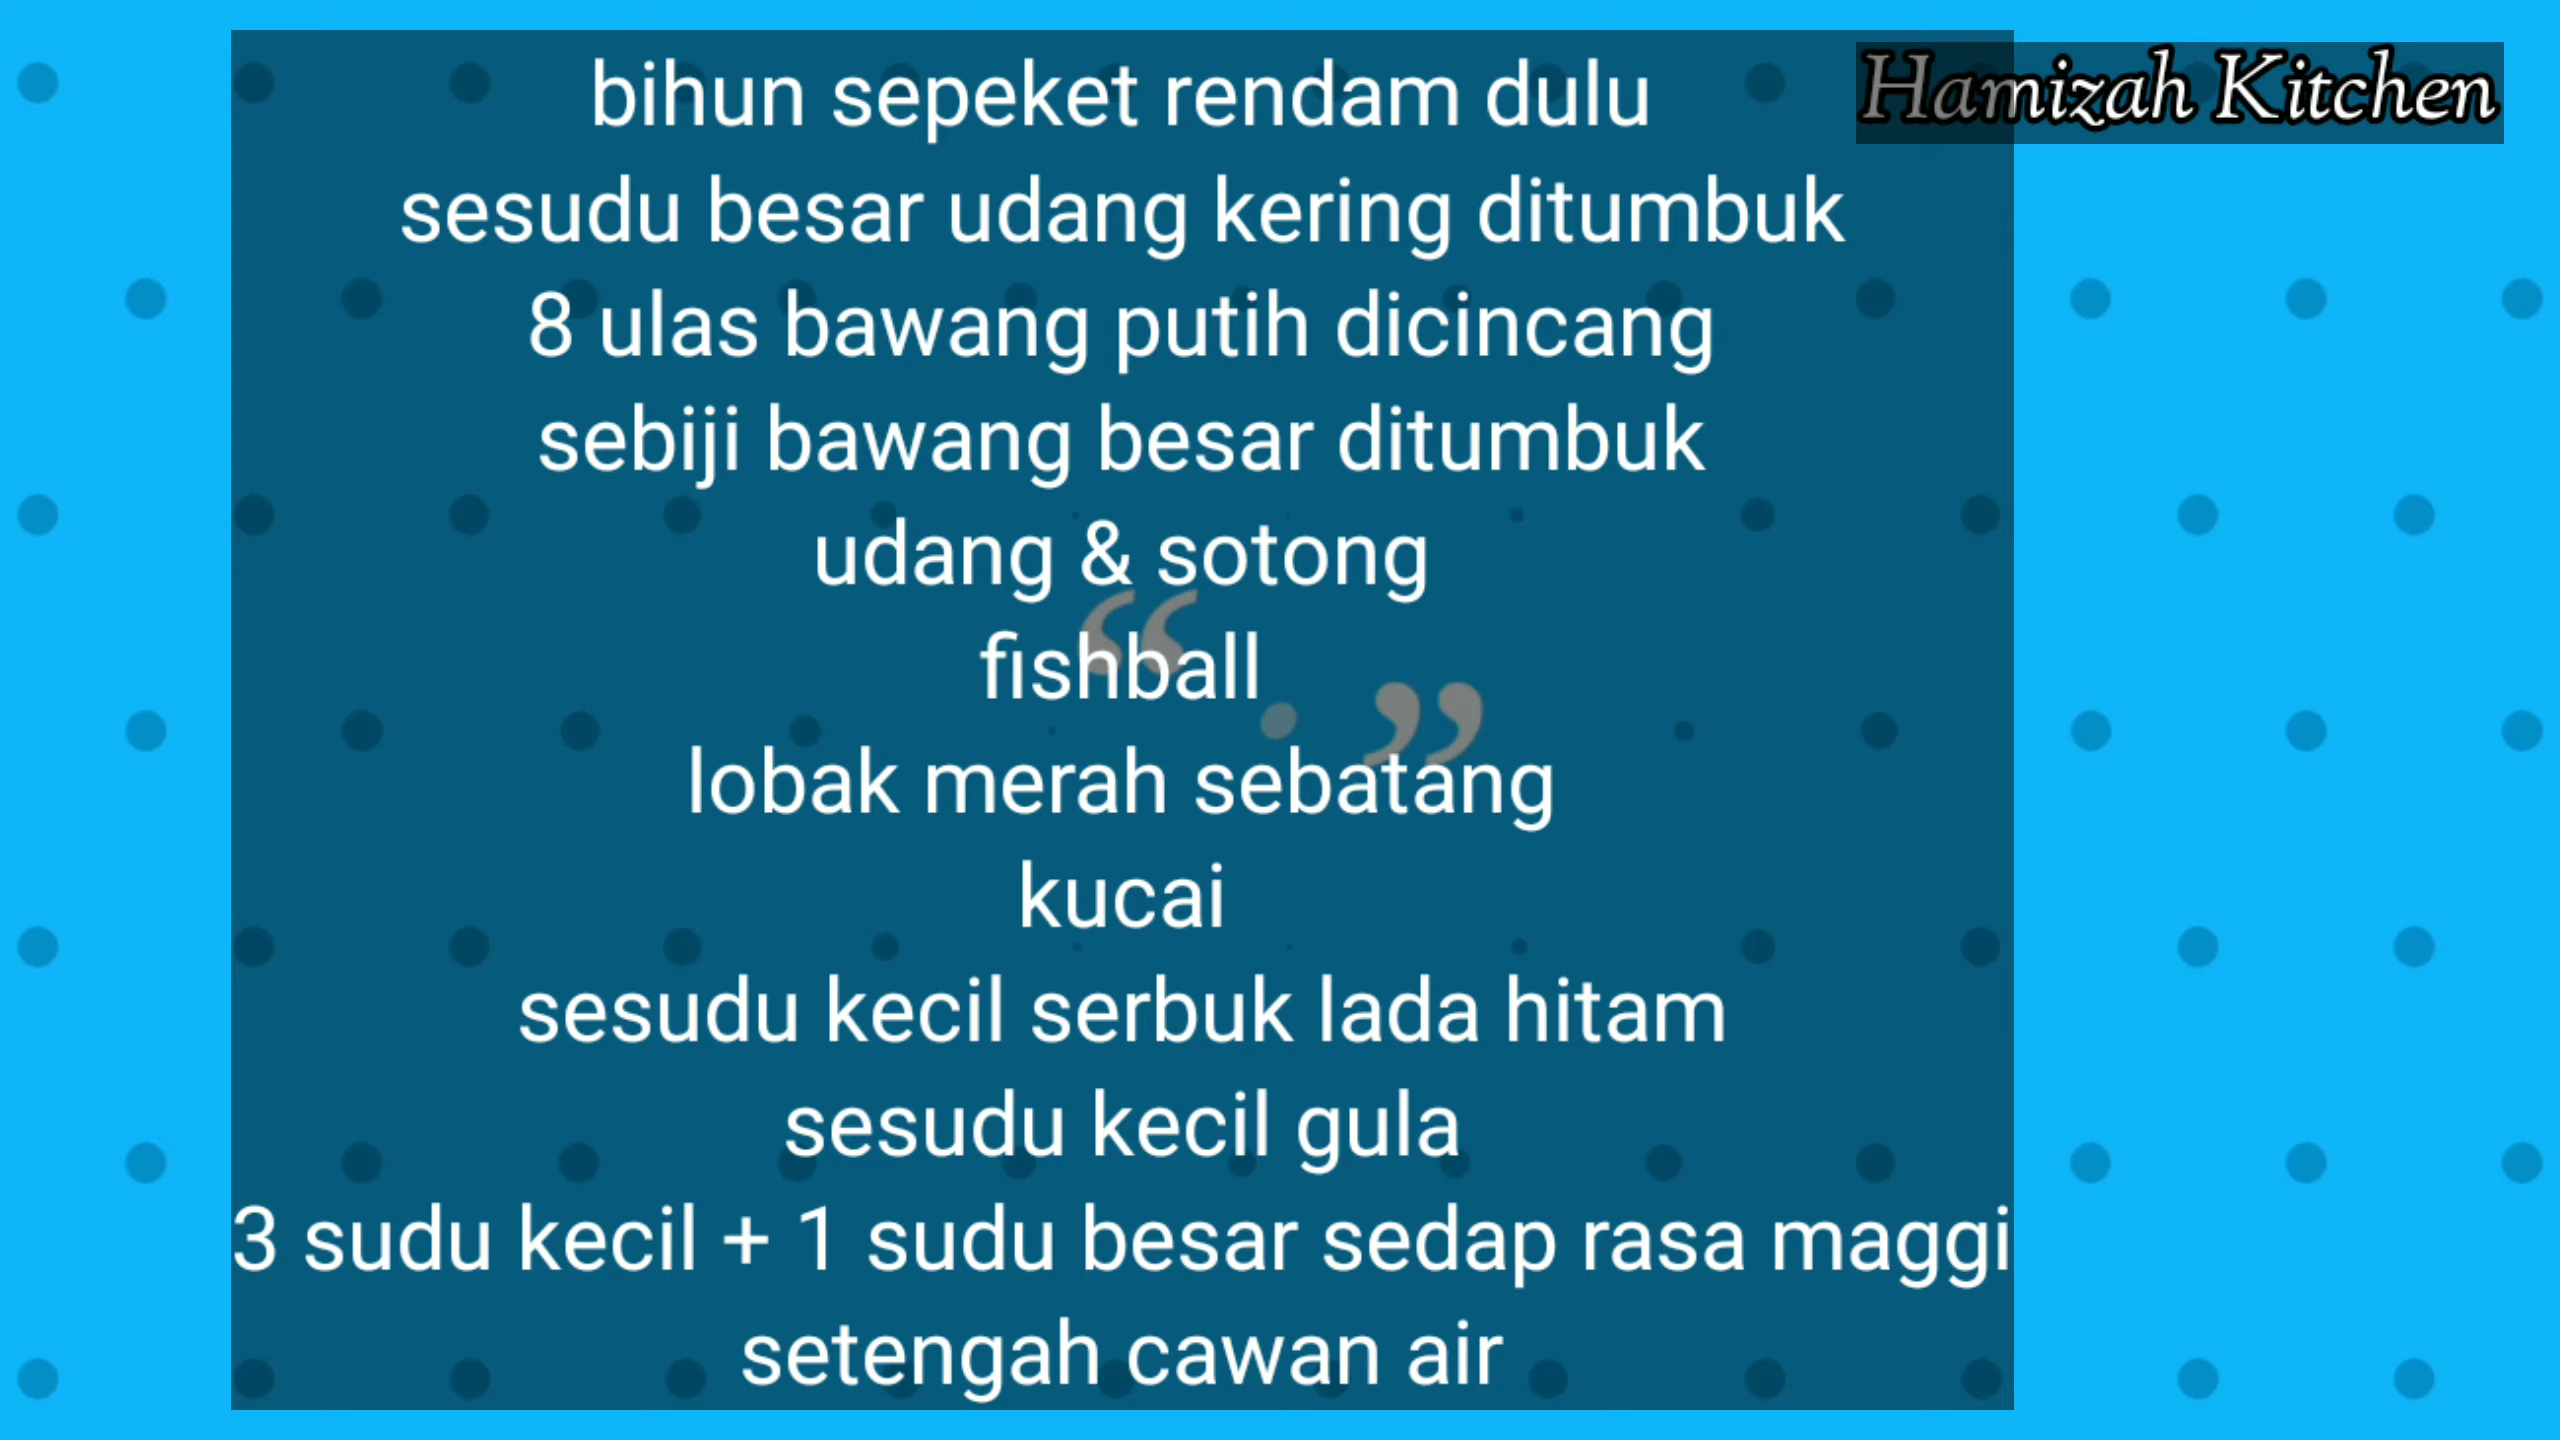 bihun sepeket rendam dulu
Hamizah Kitchen
sesudu besar udang kering ditumbuk
8 ulas bawang putih dicincang
sebiji bawang besar ditumbuk
udang & sotong
fishball
lobak merah sebatang
kucai
sesudu kecil serbuk lada hitam
sesudu kecil gula
3 sudu kecil + 1 sudu besar sedap rasa maggi
setengah cawan air